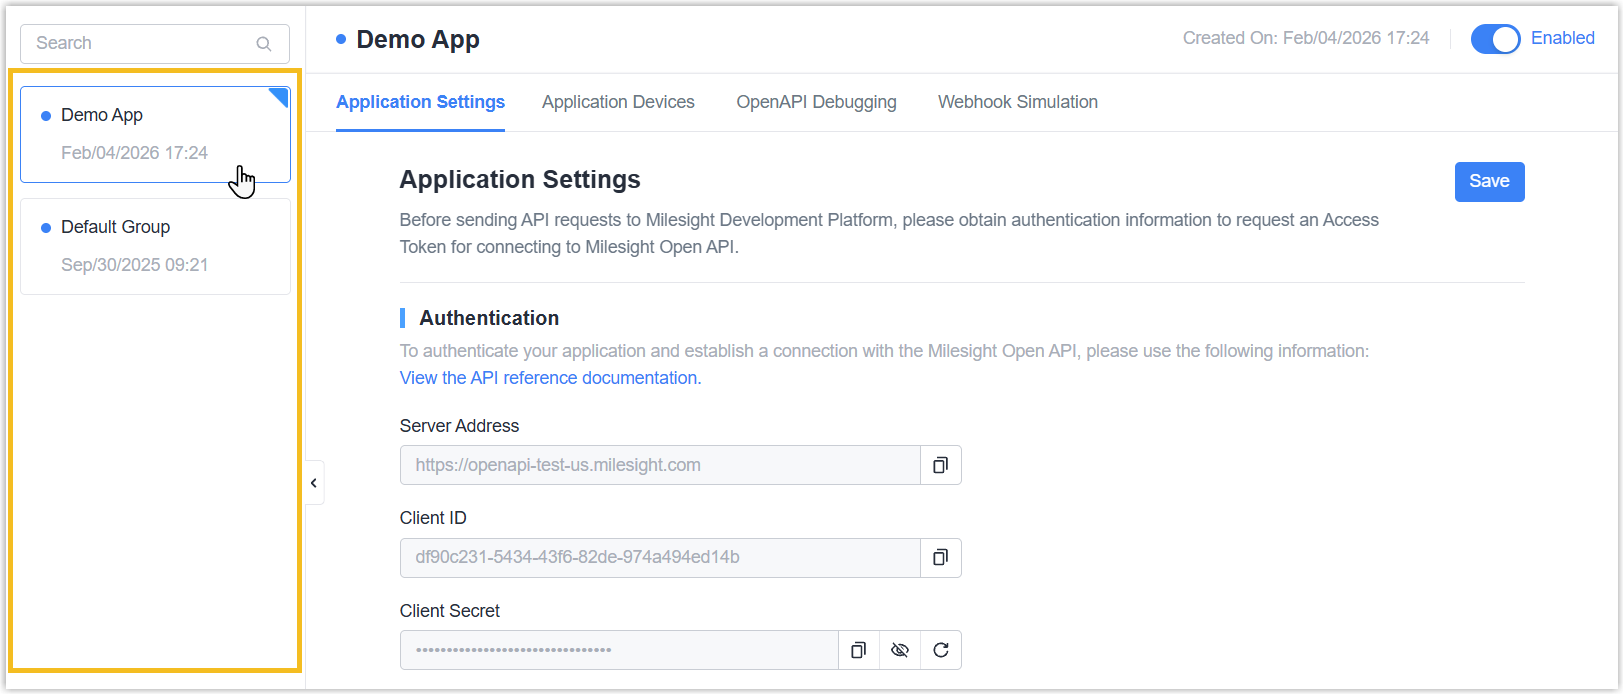 Search
Demo App
Feb/04/2026 17:24
Default Group
Sep/30/2025 09:21
Demo App
Created On: Feb/04/2026 17:24
Enabled
Application Settings
Application Devices
OpenAPI Debugging
Webhook Simulation
Application Settings
Save
Before sending API requests to Milesight Development Platform, please obtain authentication information to request an Access
Token for connecting to Milesight Open API.
Authentication
To authenticate your application and establish a connection with the Milesight Open API, please use the following information:
View the API reference documentation.
Server Address
https://openapi-test-us.milesight.com
Client ID
df90c231-5434-43f6-82de-974a494ed14b
Client Secret